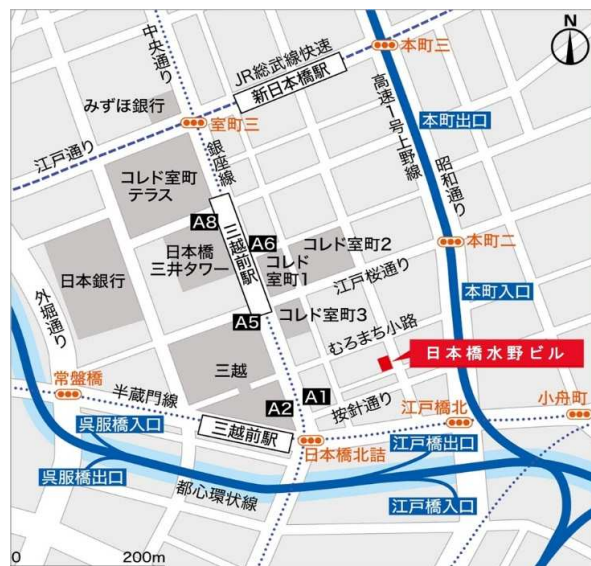 N
中央通り
JR総武線快速
新日本橋駅
本町三
みずほ銀行
室町三
江戸通り
銀座線
高速1号上野線
本町出口
昭和通り
コレド室町
テラス
A8
三越前駅
A6
コレド室町2
本町二
日本橋
三井タワー
コレド
室町1
江戸桜通り
日本銀行
外堀通り
A5
コレド室町3
本町入口
むろまち小路
日本橋水野ビル
三越
常盤橋
半蔵門線
A2
A1
按針通り
江戸橋北
小舟町
呉服橋入口
三越前駅
日本橋北詰
江戸橋出口
呉服橋出口
都心環状線
江戸橋入口
0
200m